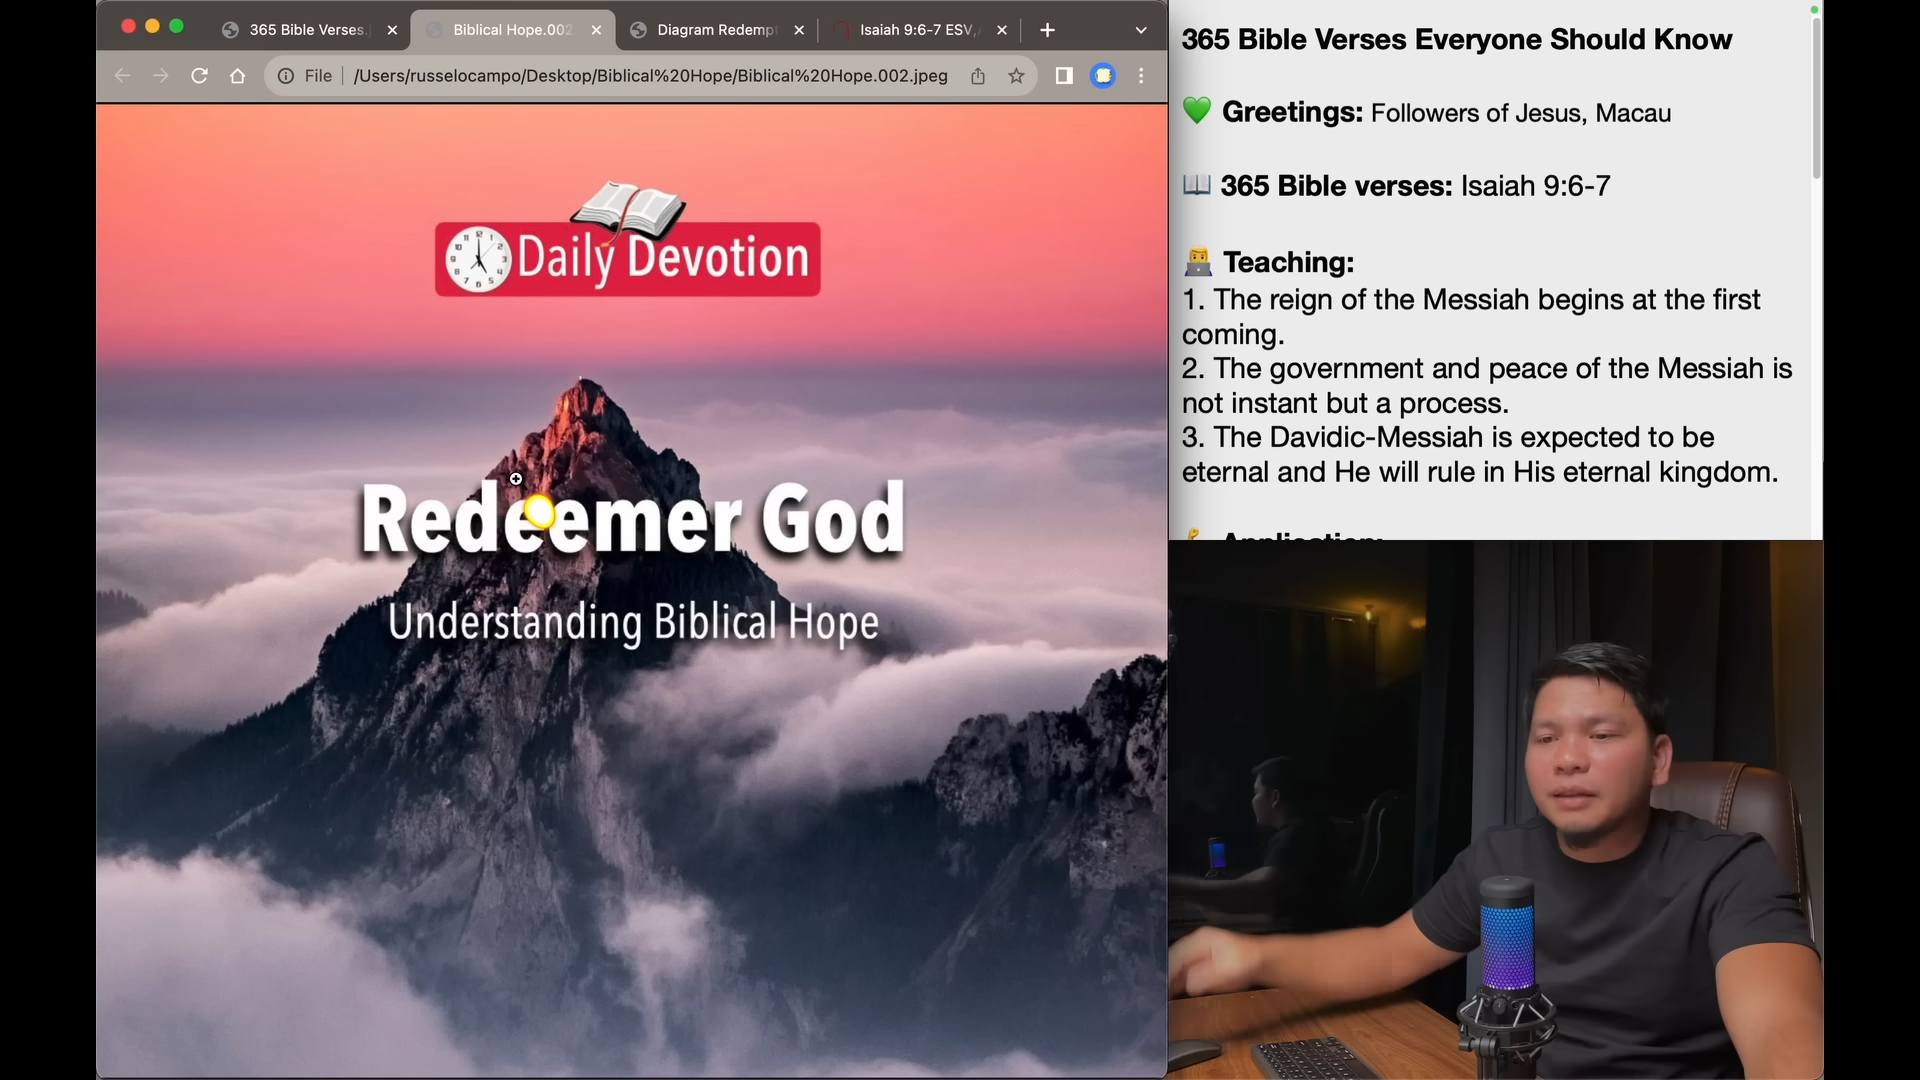 365 Bible Verses.
Biblical Hope.002
Diagram Redempt
Isaiah 9:6-7 ESV
File
/Users/russelocampo/Desktop/Biblical%20Hope/Biblical%20Hope.002.jpeg
Daily Devotion
Redeemer God
Understanding Biblical Hope
365 Bible Verses Everyone Should Know
Greetings: Followers of Jesus, Macau
365 Bible verses: Isaiah 9:6-7
Teaching:
1. The reign of the Messiah begins at the first
coming.
2. The government and peace of the Messiah is
not instant but a process.
3. The Davidic-Messiah is expected to be
eternal and He will rule in His eternal kingdom.
Application: